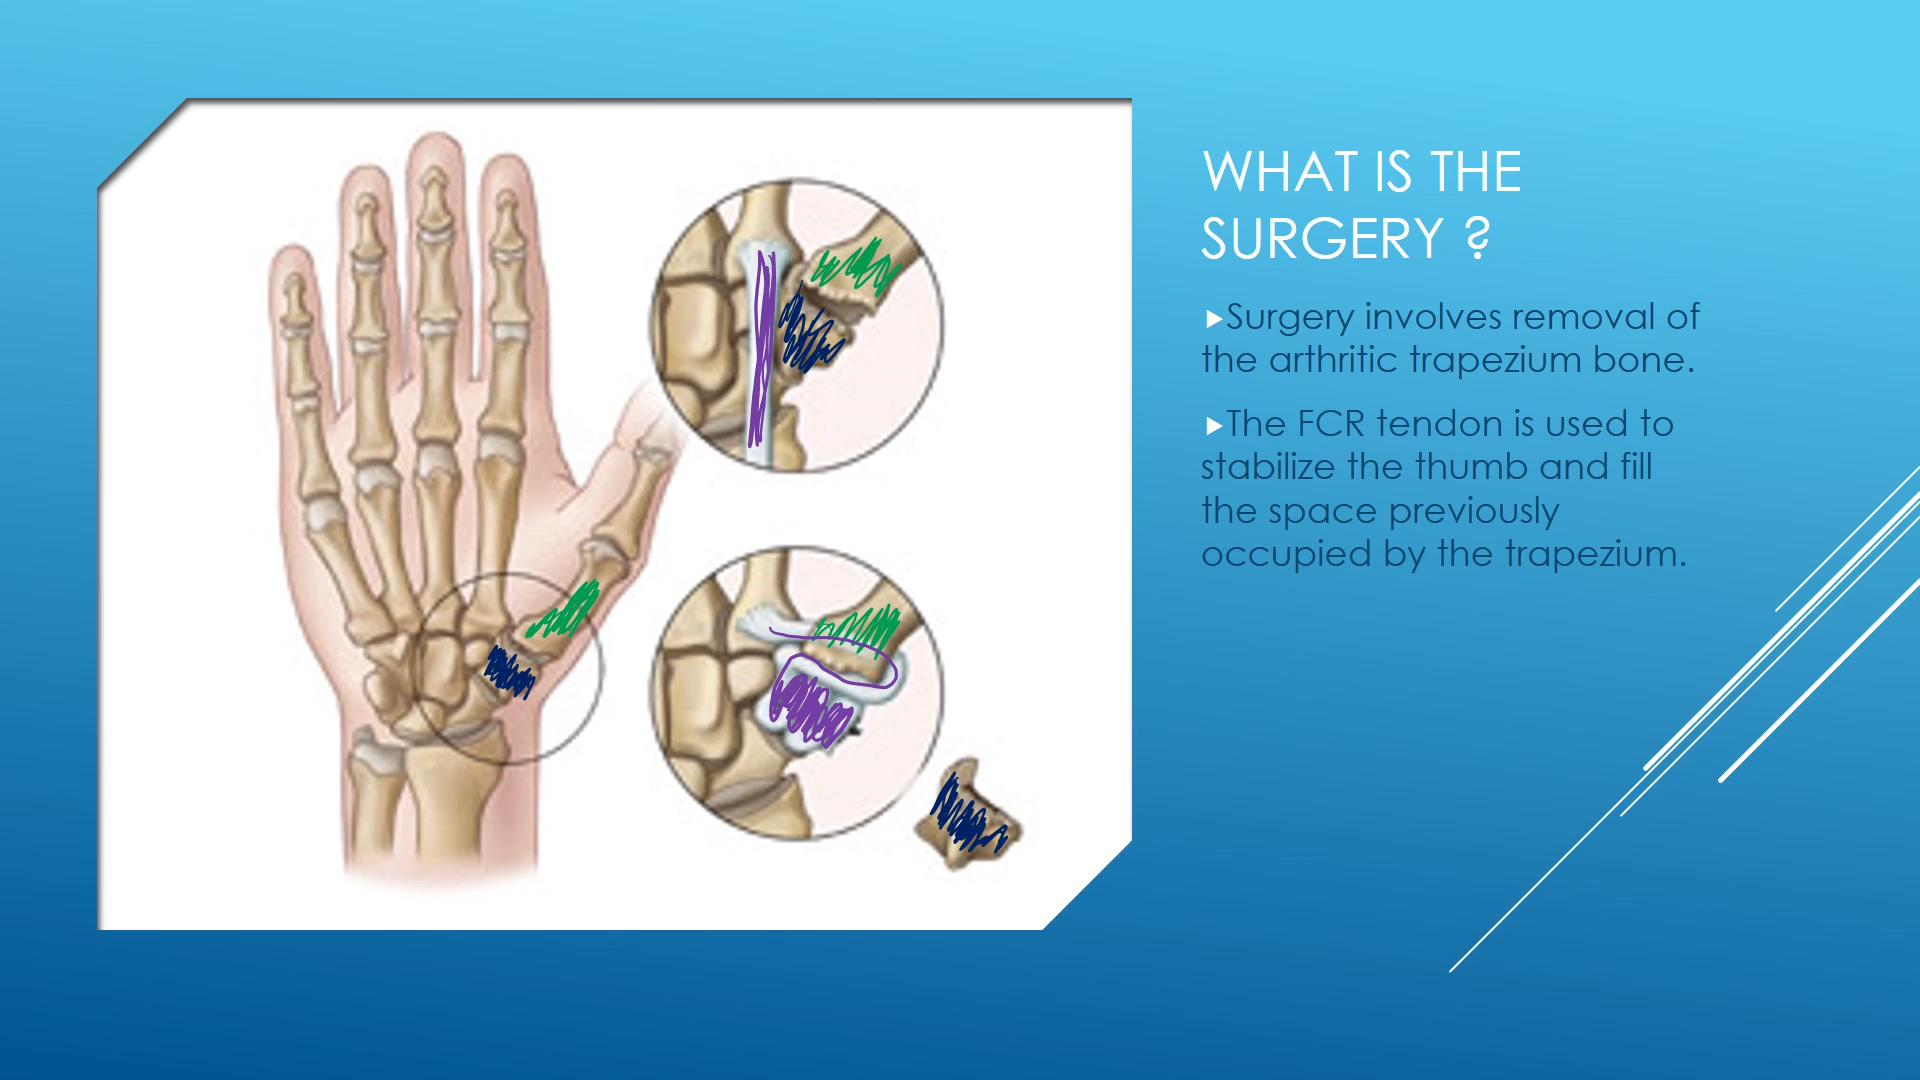 WHAT IS THE
SURGERY ?
▶Surgery involves removal of
the arthritic trapezium bone.
▶The FCR tendon is used to
stabilize the thumb and fill
the space previously
occupied by the trapezium.